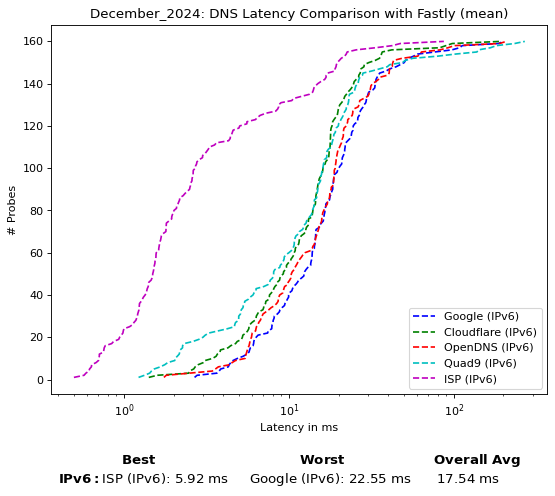 December_2024: DNS Latency Comparison with Fastly (mean)
160
140
120
100
80
60
40
20
0
# Probes
10⁰ 10¹ 10²
Latency in ms
Google (IPv6)
Cloudflare (IPv6)
OpenDNS (IPv6)
Quad9 (IPv6)
ISP (IPv6)
Best Worst Overall Avg
IPv6: ISP (IPv6): 5.92 ms Google (IPv6): 22.55 ms 17.54 ms